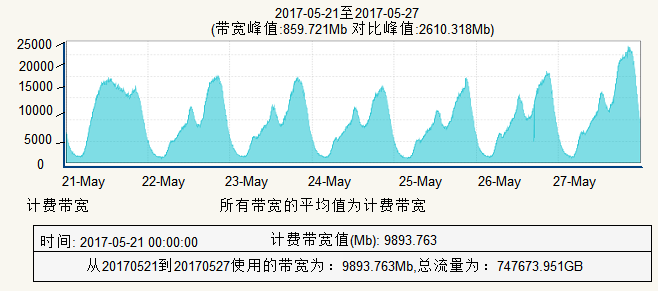 2017-05-21至2017-05-27
(带宽峰值:859.721Mb 对比峰值:2610.318Mb)
25000
20000
15000
10000
5000
0
21-May 22-May 23-May 24-May 25-May 26-May 27-May
计费带宽 所有带宽的平均值为计费带宽
时间: 2017-05-21 00:00:00 计费带宽值(Mb): 9893.763
从20170521到20170527使用的带宽为：9893.763Mb,总流量为：747673.951GB